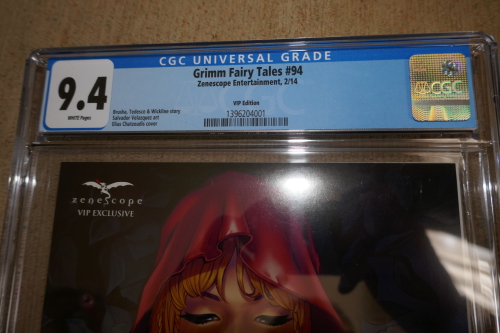 CGC UNIVERSAL GRADE
9.4
WHITE Pages
Grimm Fairy Tales #94
Zenescope Entertainment, 2/14
VIP Edition
Brusha, Tedesco & Wickline story
Salvador Velazquez art
Elias Chatzoudis cover
1396204001
CGC
zenescope
VIP EXCLUSIVE